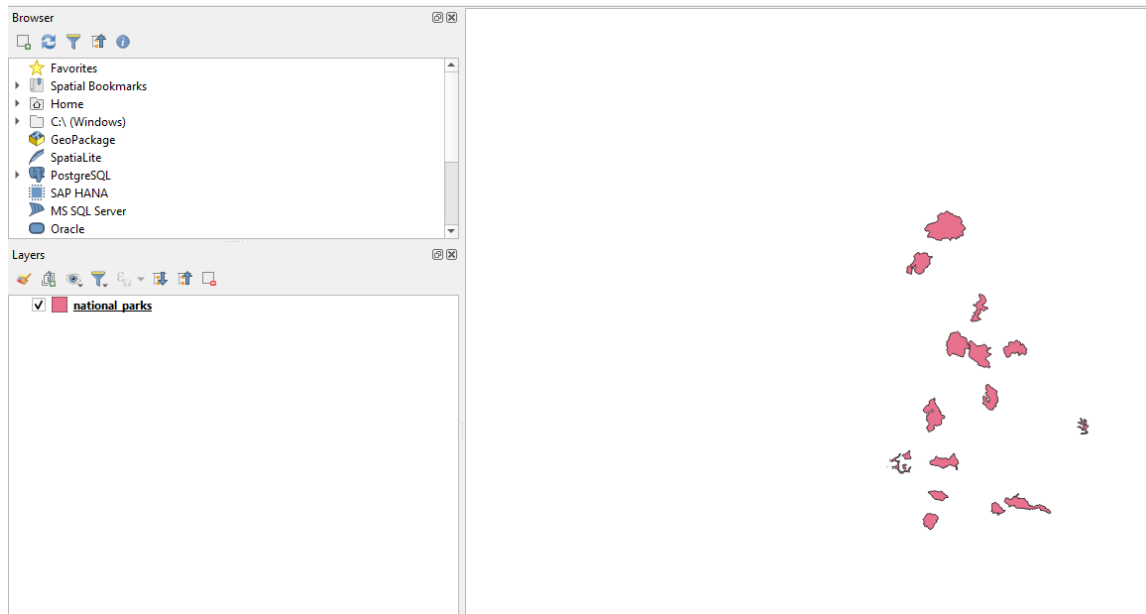 Browser
Favorites
Spatial Bookmarks
Home
C:\ (Windows)
GeoPackage
SpatiaLite
PostgreSQL
SAP HANA
MS SQL Server
Oracle
Layers
national_parks